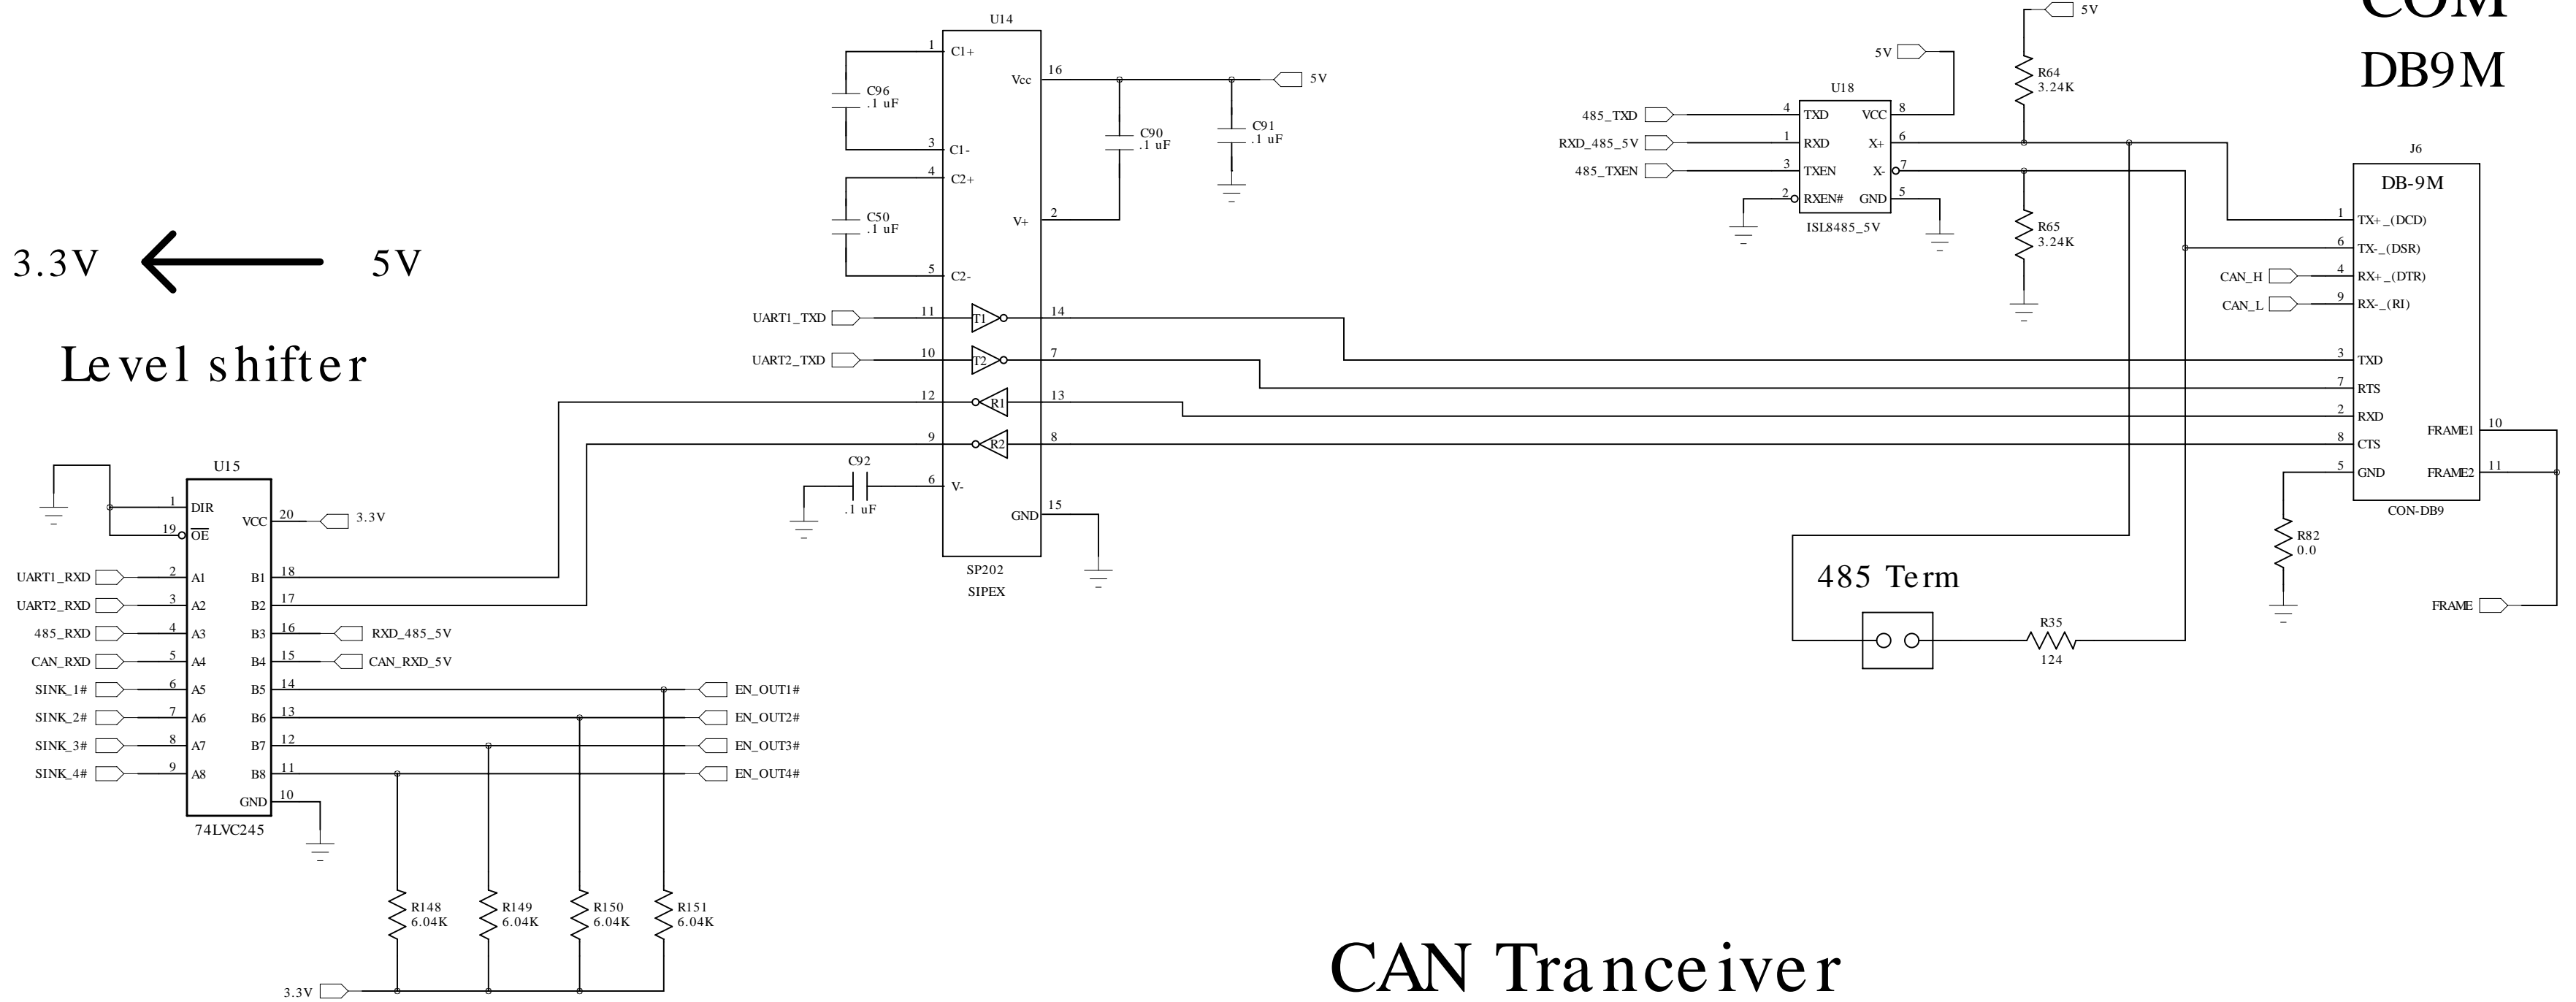 COM
DB9M
3.3V
5V
Level shifter
U14
1
C1+
C96
.1 uF
3
C1-
4
C2+
C50
.1 uF
5
C2-
Vcc
16
5V
C90
.1 uF
C91
.1 uF
V+
2
UART1_TXD
11
T1
14
UART2_TXD
10
T2
7
12
R1
13
9
R2
8
C92
.1 uF
6
V-
GND
15
SP202
SIPEX
5V
5V
R64
3.24K
U18
485_TXD
4
TXD
VCC
8
RXD_485_5V
1
RXD
X+
6
485_TXEN
3
TXEN
X-
7
2
RXEN#
GND
5
ISL8485_5V
R65
3.24K
J6
DB-9M
1
TX+_(DCD)
6
TX-_(DSR)
CAN_H
4
RX+_(DTR)
CAN_L
9
RX-_(RI)
3
TXD
7
RTS
2
RXD
8
CTS
5
GND
FRAME1
10
FRAME2
11
CON-DB9
R82
0.0
FRAME
485 Term
R35
124
U15
1
DIR
VCC
20
3.3V
19
OE
UART1_RXD
2
A1
B1
18
UART2_RXD
3
A2
B2
17
485_RXD
4
A3
B3
16
RXD_485_5V
CAN_RXD
5
A4
B4
15
CAN_RXD_5V
SINK_1#
6
A5
B5
14
EN_OUT1#
SINK_2#
7
A6
B6
13
EN_OUT2#
SINK_3#
8
A7
B7
12
EN_OUT3#
SINK_4#
9
A8
B8
11
EN_OUT4#
GND
10
74LVC245
R148
6.04K
R149
6.04K
R150
6.04K
R151
6.04K
3.3V
CAN Tranceiver